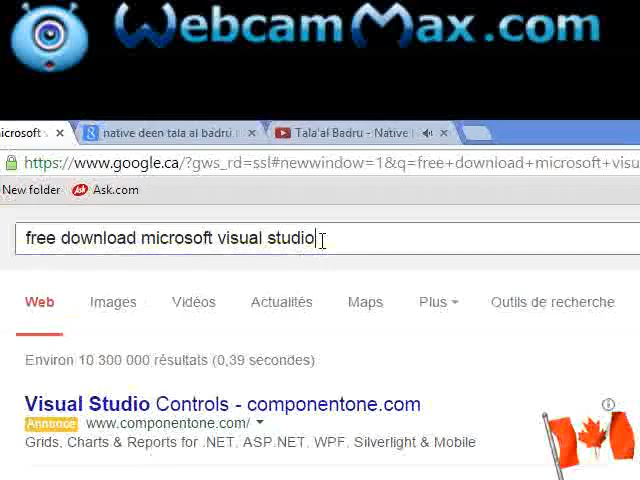 WebcamMax.com
microsoft
native deen tala al badru
Tala'al Badru - Native
https://www.google.ca/?gws_rd=ssl#newwindow=1&q=free+download+microsoft+visu
New folder Ask Ask.com
free download microsoft visual studio
Web Images Vidéos Actualités Maps Plus Outils de recherche
Environ 10 300 000 résultats (0,39 secondes)
Visual Studio Controls - componentone.com
Annonce www.componentone.com/
Grids, Charts & Reports for .NET, ASP.NET, WPF, Silverlight & Mobile